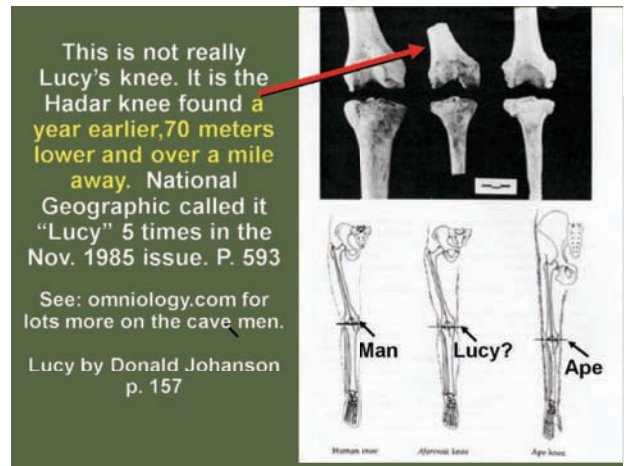 This is not really
Lucy's knee. It is the
Hadar knee found a
year earlier,70 meters
lower and over a mile
away. National
Geographic called it
“Lucy” 5 times in the
Nov. 1985 issue. P. 593
See: omniology.com for
lots more on the cave men.
Lucy by Donald Johanson
p. 157
Man
Lucy?
Ape
Human knee
Afarensis knee
Ape knee